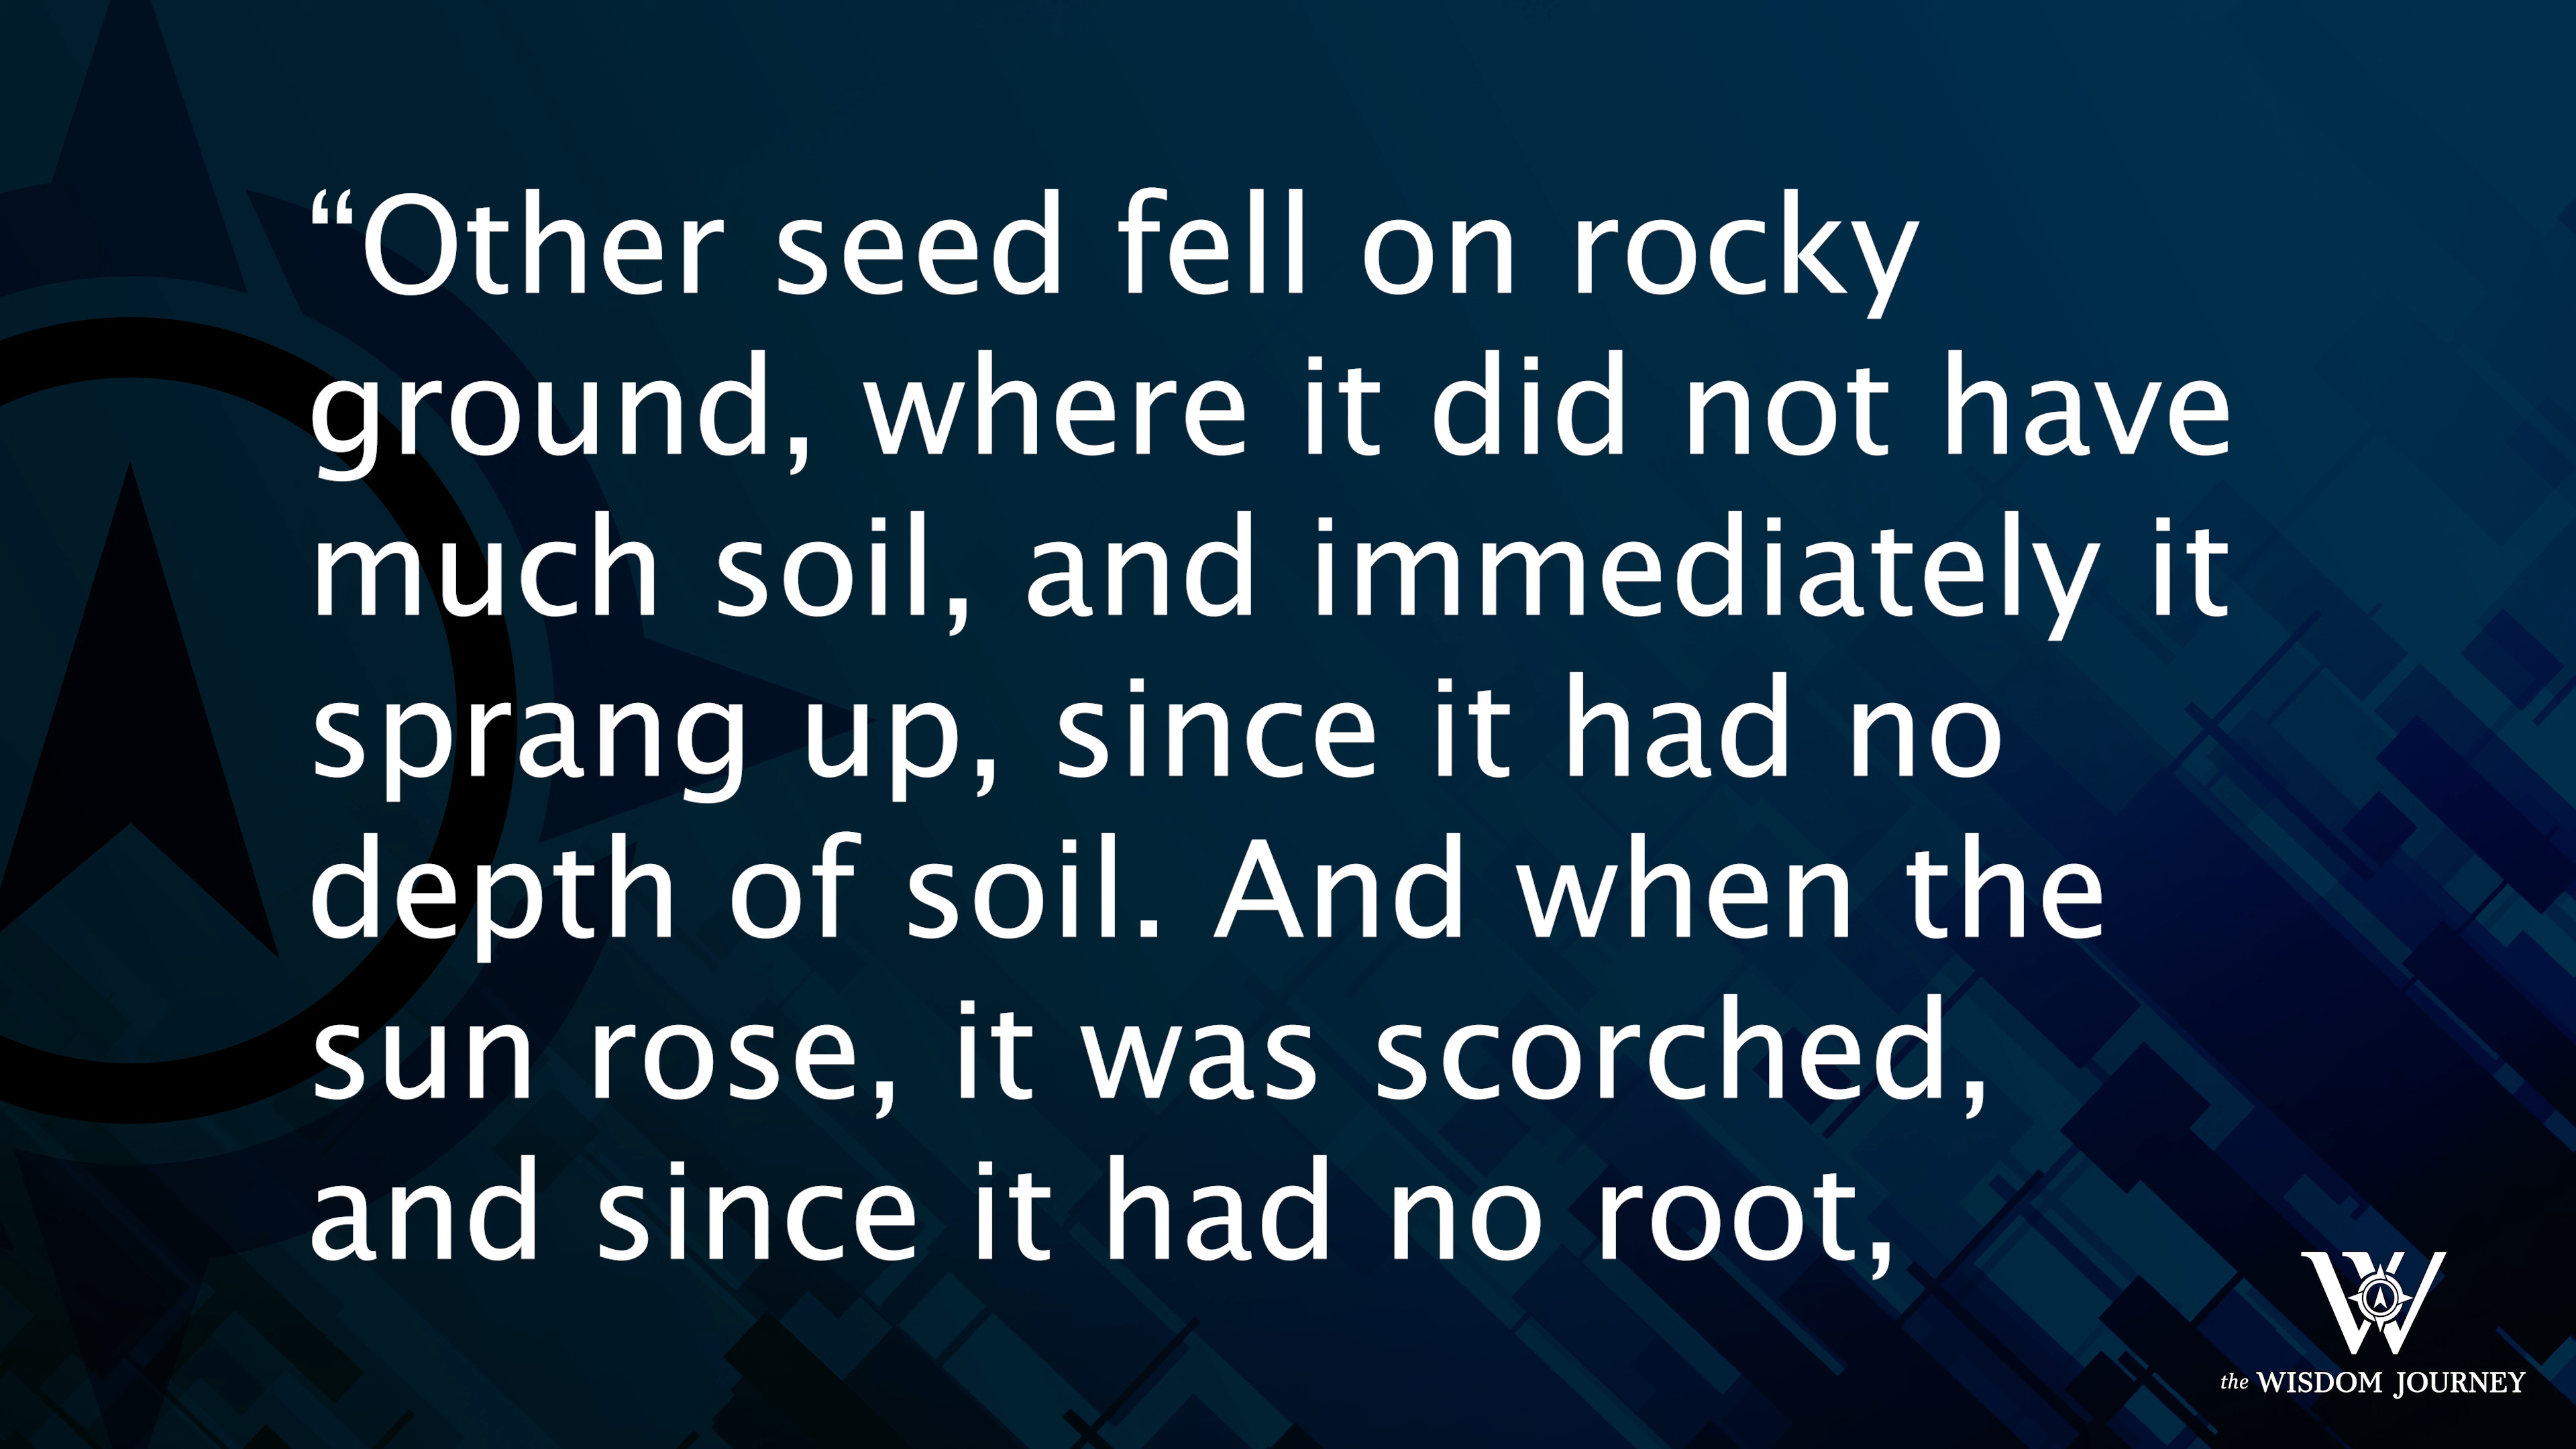 “Other seed fell on rocky
ground, where it did not have
much soil, and immediately it
sprang up, since it had no
depth of soil. And when the
sun rose, it was scorched,
and since it had no root,
W
the WISDOM JOURNEY